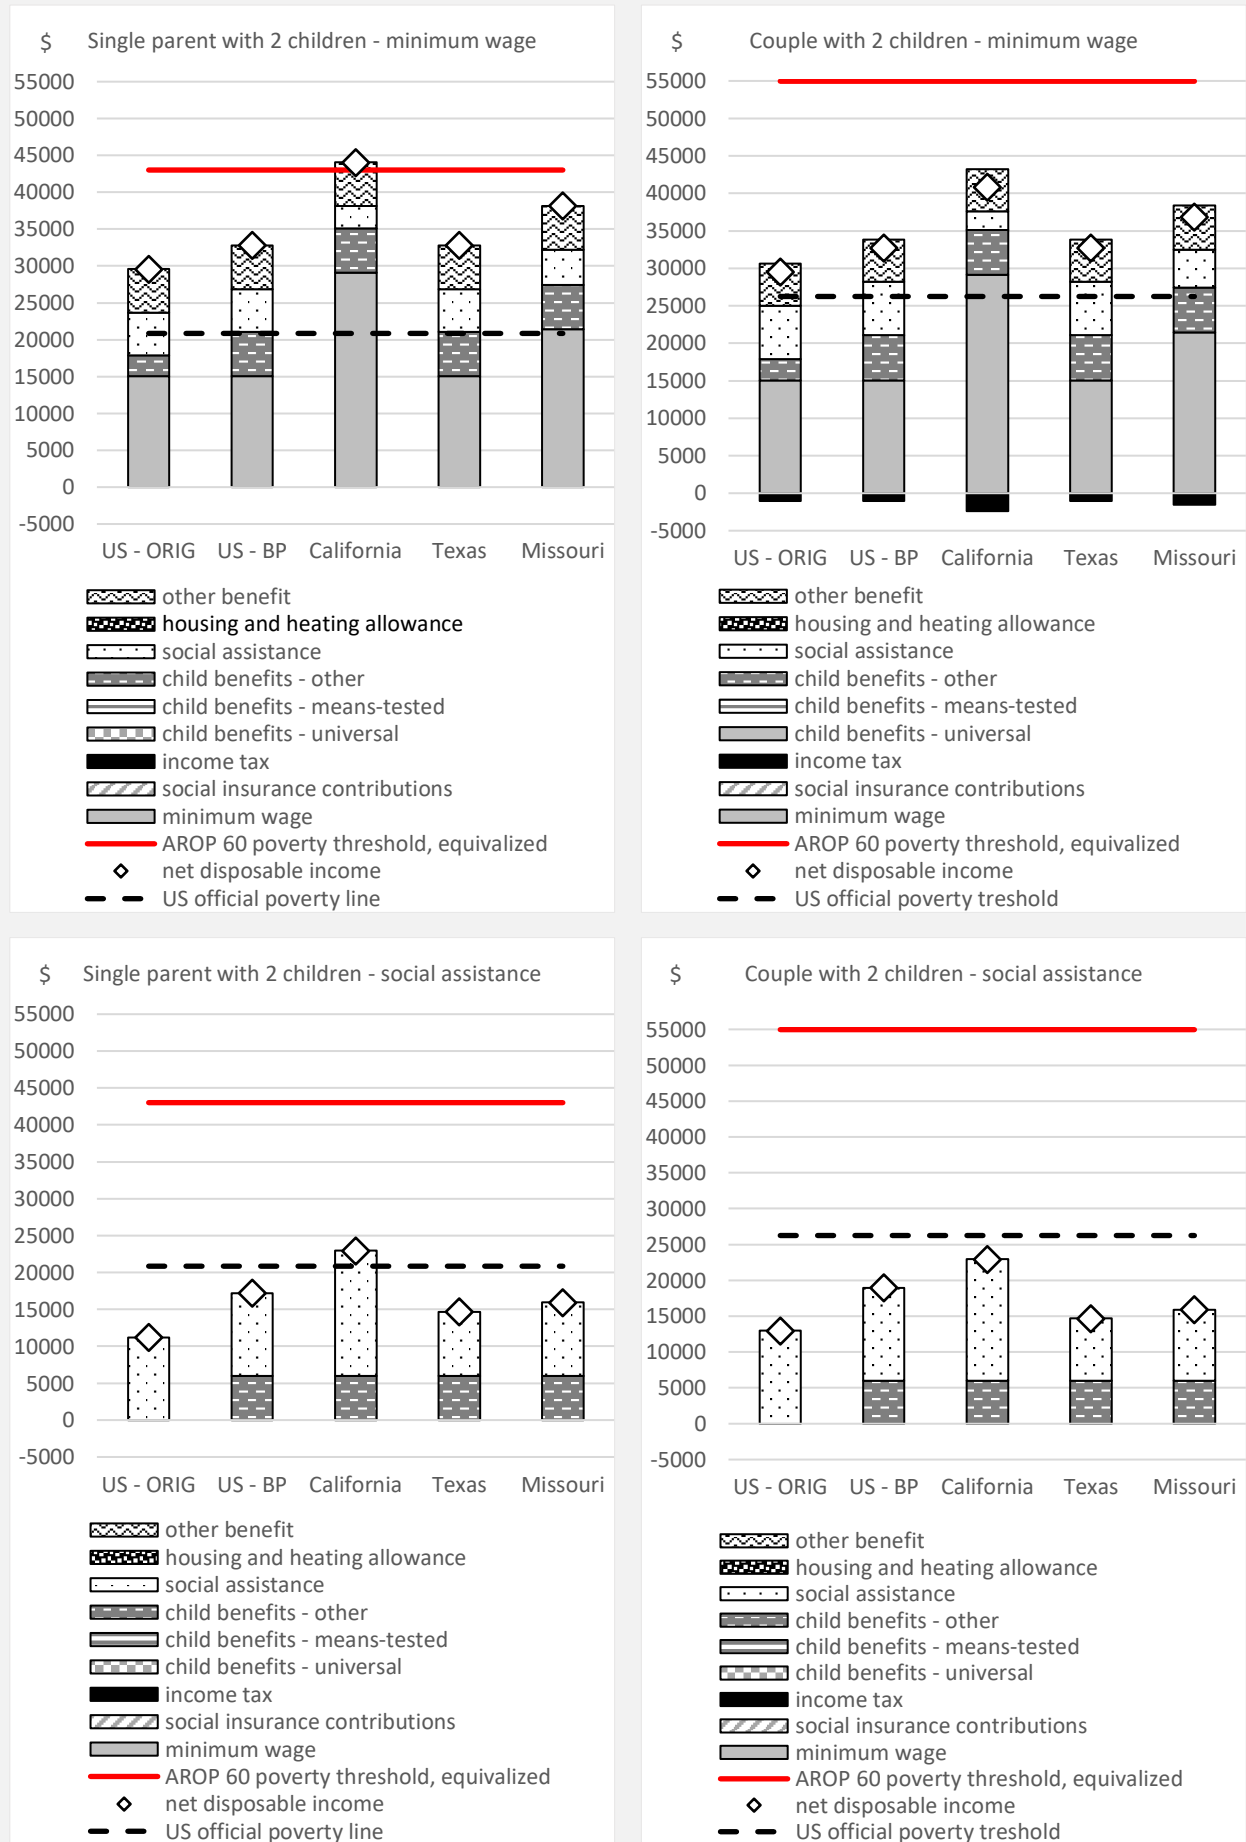 $ Single parent with 2 children - minimum wage
55000
50000
45000
40000
35000
30000
25000
20000
15000
10000
5000
0
-5000
US - ORIG US - BP California Texas Missouri
other benefit
housing and heating allowance
social assistance
child benefits - other
child benefits - means-tested
child benefits - universal
income tax
social insurance contributions
minimum wage
AROP 60 poverty threshold, equivalized
net disposable income
US official poverty line
$ Couple with 2 children - minimum wage
55000
50000
45000
40000
35000
30000
25000
20000
15000
10000
5000
0
-5000
US - ORIG US - BP California Texas Missouri
other benefit
housing and heating allowance
social assistance
child benefits - other
child benefits - means-tested
child benefits - universal
income tax
social insurance contributions
minimum wage
AROP 60 poverty threshold, equivalized
net disposable income
US official poverty treshold
$ Single parent with 2 children - social assistance
55000
50000
45000
40000
35000
30000
25000
20000
15000
10000
5000
0
-5000
US - ORIG US - BP California Texas Missouri
other benefit
housing and heating allowance
social assistance
child benefits - other
child benefits - means-tested
child benefits - universal
income tax
social insurance contributions
minimum wage
AROP 60 poverty threshold, equivalized
net disposable income
US official poverty line
$ Couple with 2 children - social assistance
55000
50000
45000
40000
35000
30000
25000
20000
15000
10000
5000
0
-5000
US - ORIG US - BP California Texas Missouri
other benefit
housing and heating allowance
social assistance
child benefits - other
child benefits - means-tested
child benefits - universal
income tax
social insurance contributions
minimum wage
AROP 60 poverty threshold, equivalized
net disposable income
US official poverty treshold